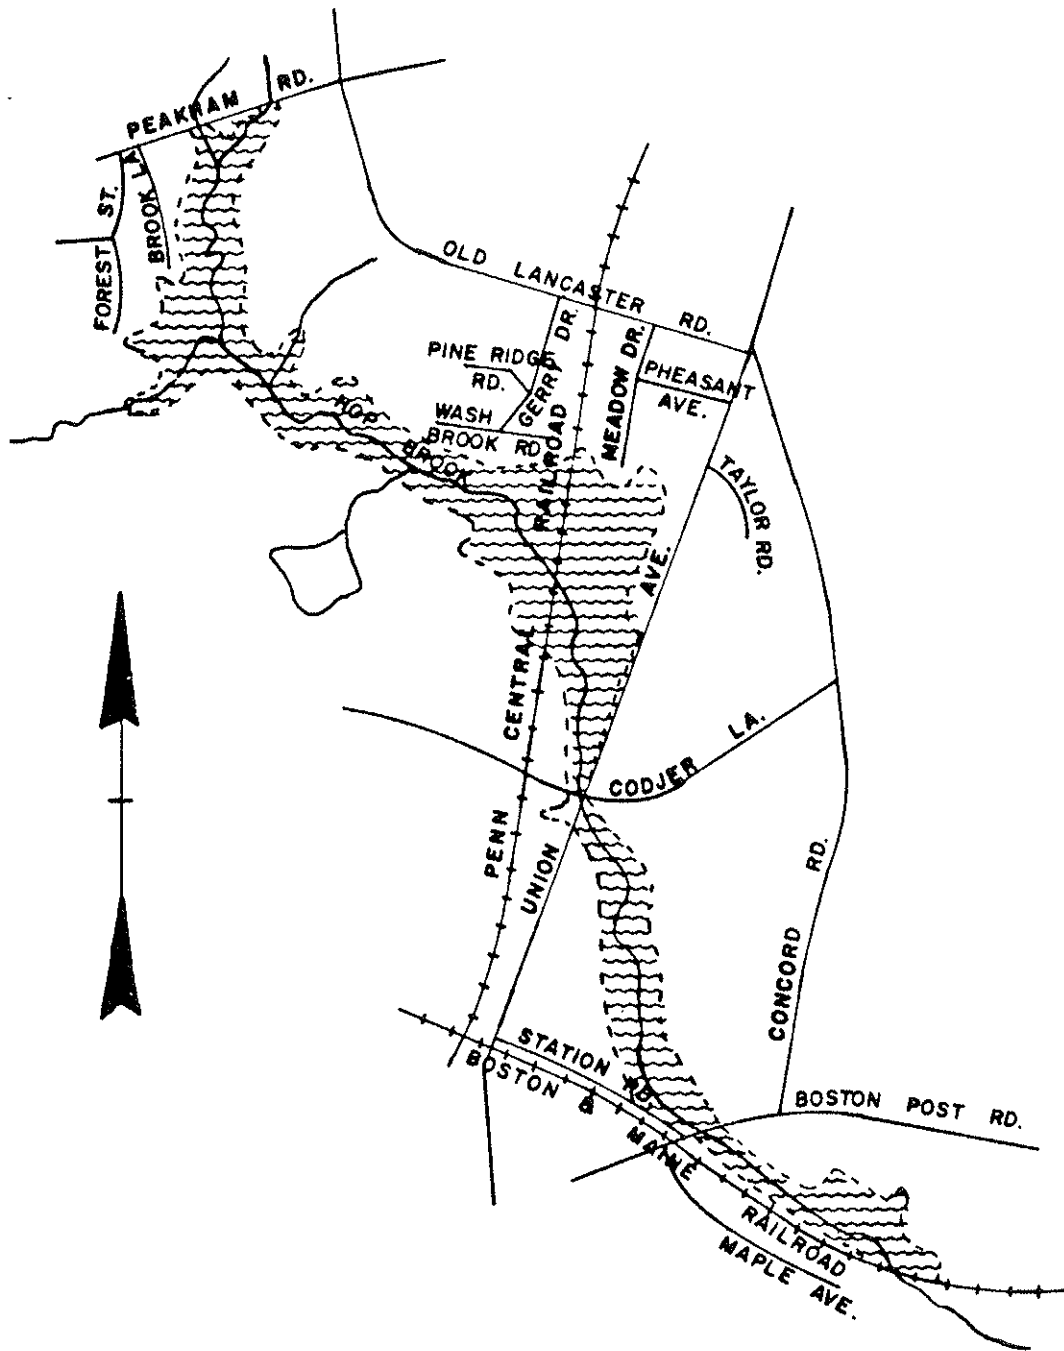 PEAKHAM RD.
FOREST ST.
BROOK LA
OLD LANCASTER RD.
PINE RIDGE
RD.
GERRY DR.
WASH
BROOK RD
MEADOW DR.
PHEASANT
AVE.
HOP BROOK
TAYLOR RD.
PENN CENTRAL RAILROAD
UNION AVE.
CODJER LA.
CONCORD RD.
STATION RD.
BOSTON & MAINE RAILROAD
BOSTON POST RD.
MAPLE AVE.